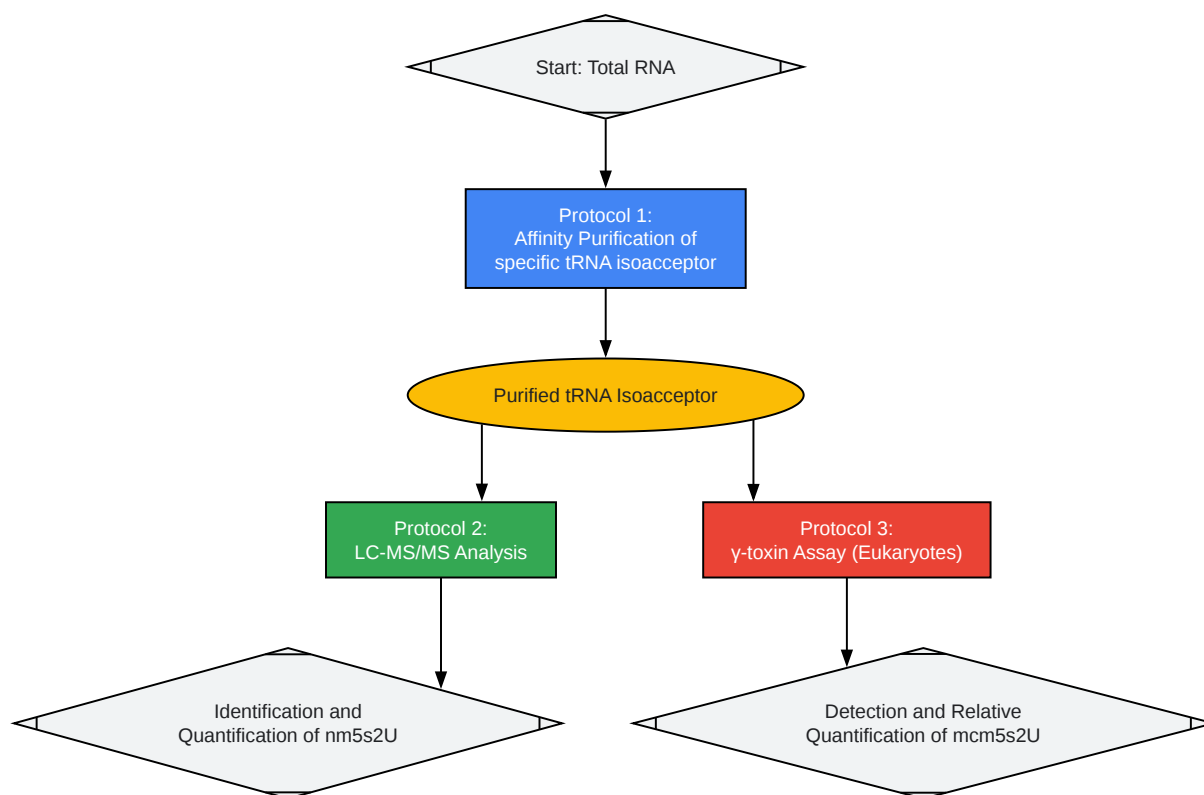 Start: Total RNA
Protocol 1:
Affinity Purification of
specific tRNA isoacceptor
Purified tRNA Isoacceptor
Protocol 2:
LC-MS/MS Analysis
Protocol 3:
γ-toxin Assay (Eukaryotes)
Identification and
Quantification of nm5s2U
Detection and Relative
Quantification of mcm5s2U